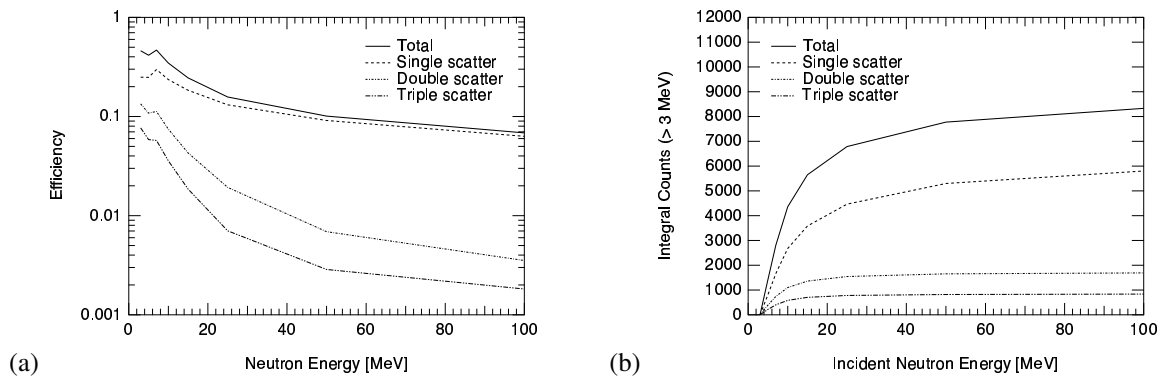 1
0.1
0.01
0.001
Efficiency
Total
Single scatter
Double scatter
Triple scatter
0 20 40 60 80 100
Neutron Energy [MeV]
(a)
12000
11000
10000
9000
8000
7000
6000
5000
4000
3000
2000
1000
0
Integral Counts (> 3 MeV)
Total
Single scatter
Double scatter
Triple scatter
0 20 40 60 80 100
Incident Neutron Energy [MeV]
(b)